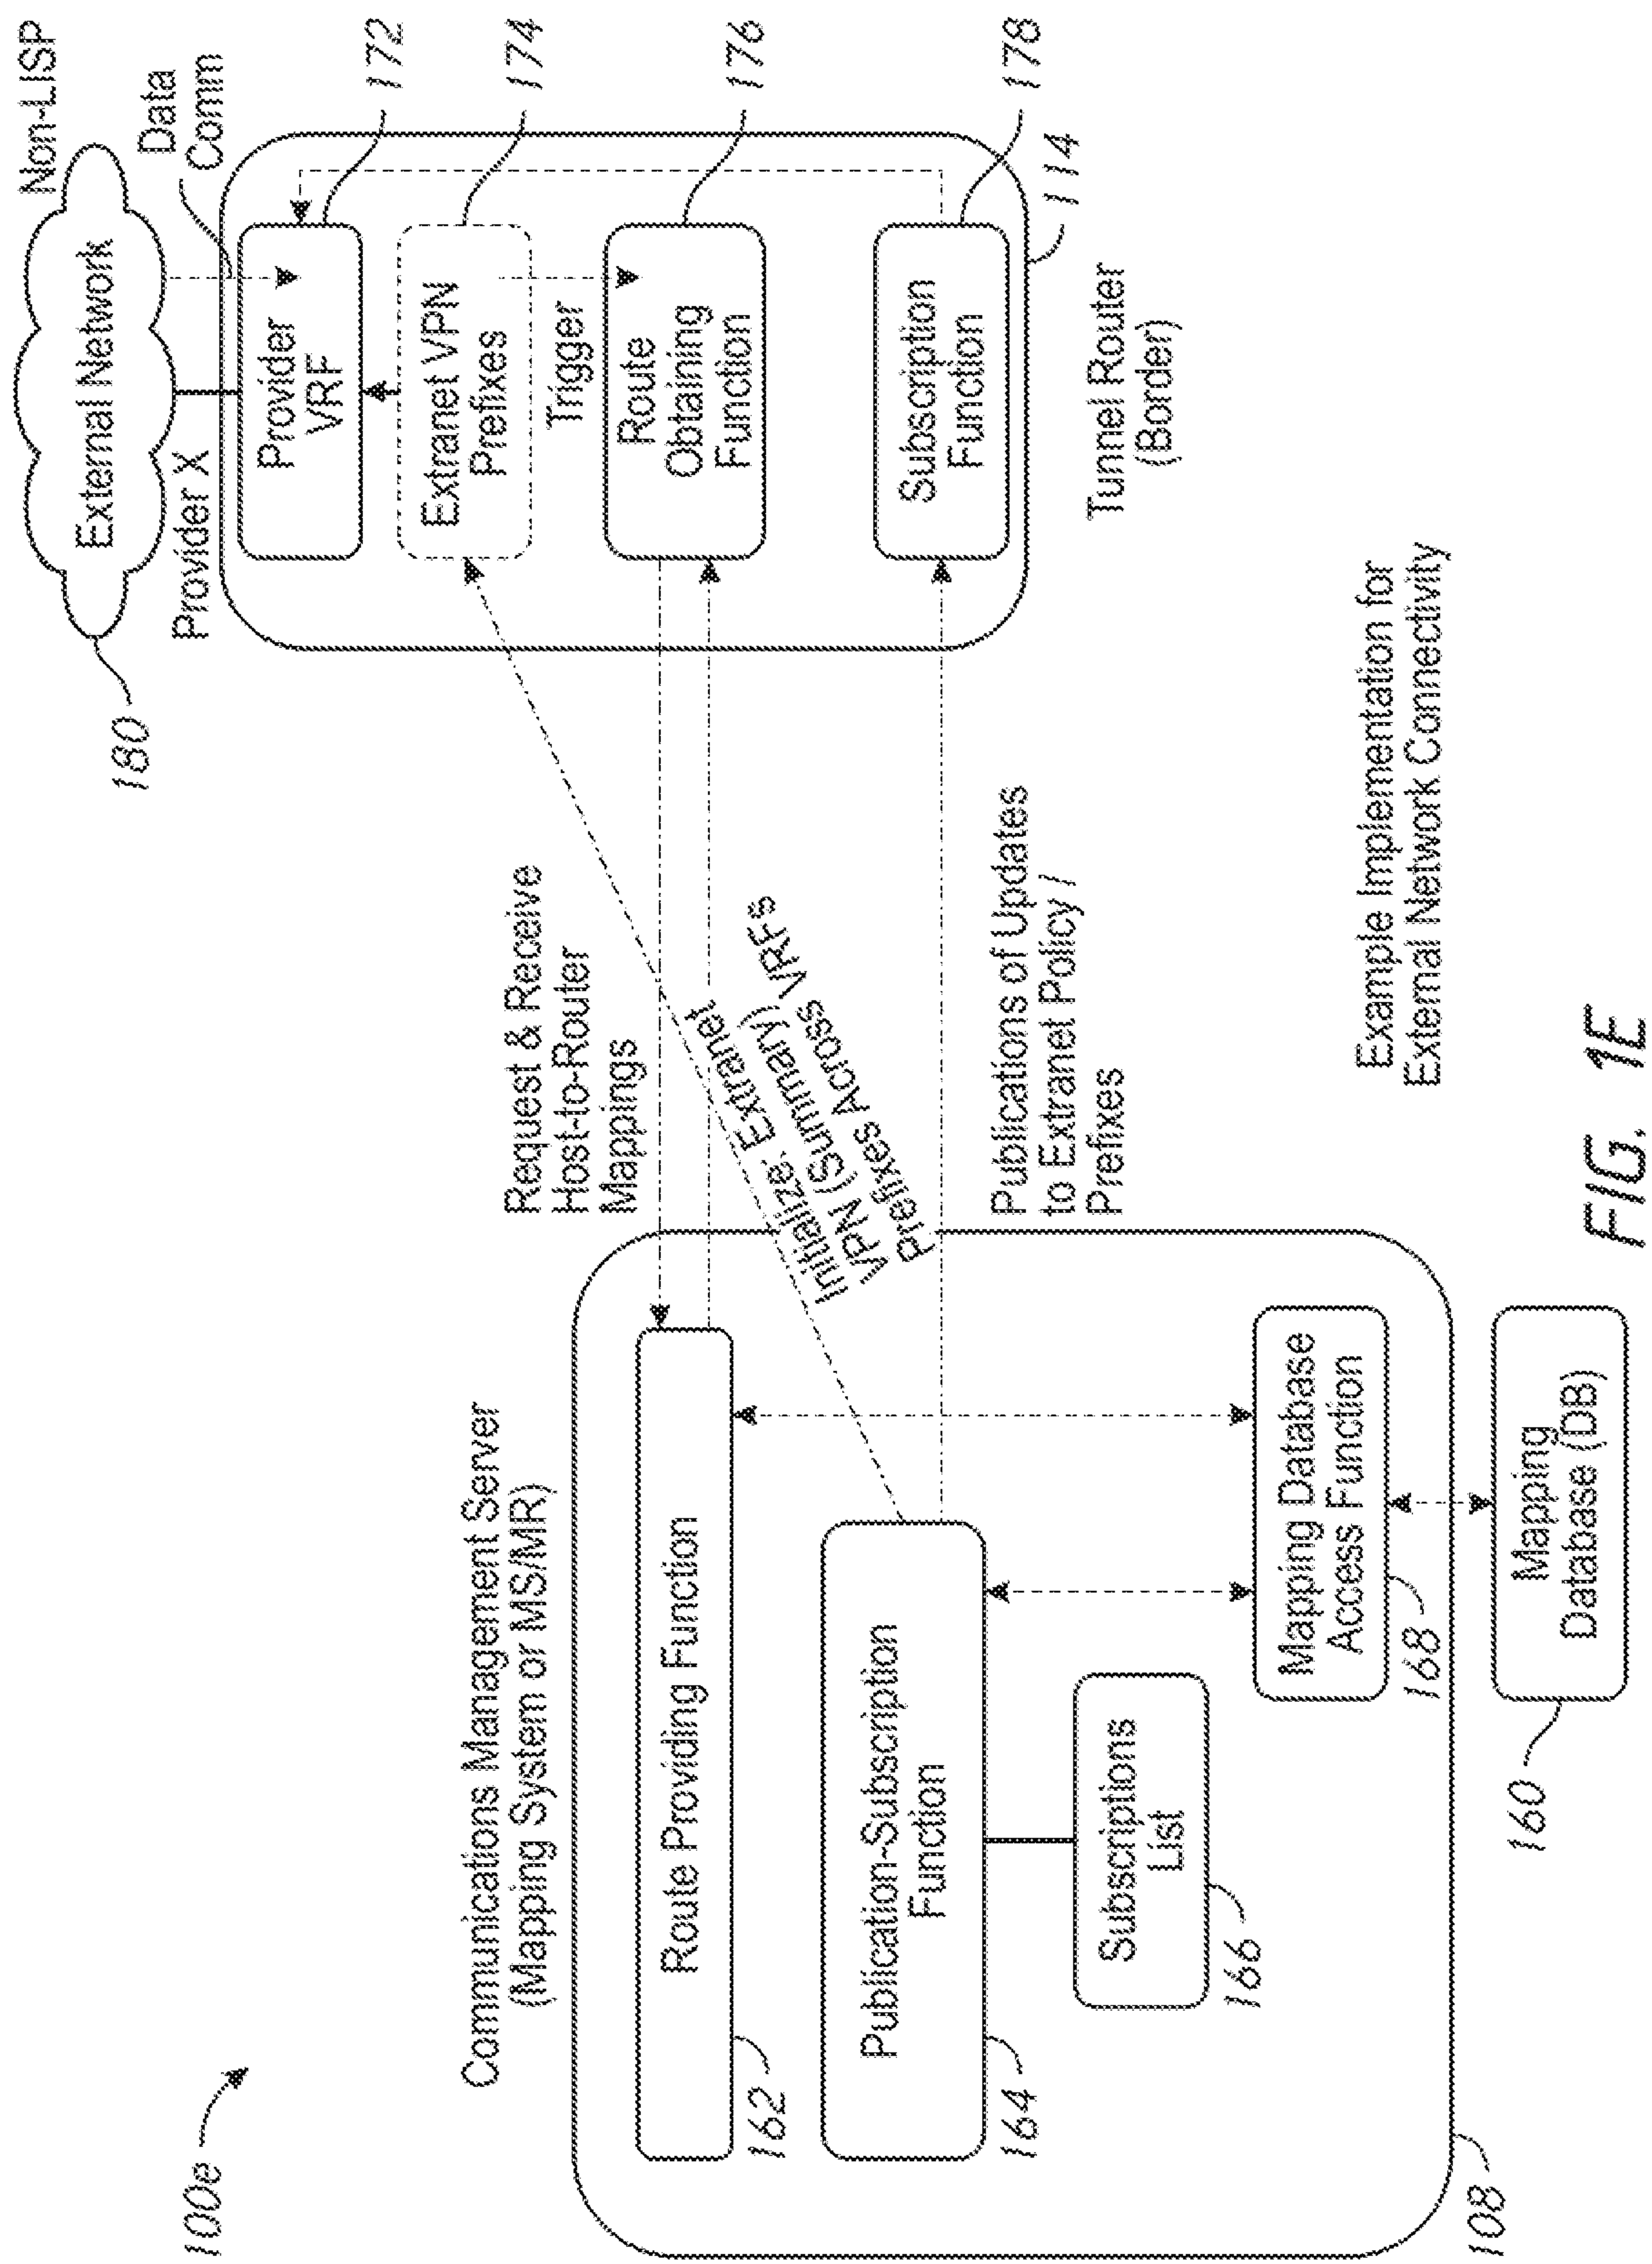 100e
Communications Management Server
(Mapping System or MS/MR)
Route Providing Function
162
Publication-Subscription
Function
164
Subscriptions
List
166
Mapping Database
Access Function
168
108
Mapping
Database (DB)
160
Request & Receive
Host-to-Router
Mappings
Initialize: Extranet
VPN (Summary)
Prefixes Across VRFs
Publications of Updates
to Extranet Policy /
Prefixes
Non-LISP
External Network
180
Provider X
Data
Comm
Provider
VRF
172
Extranet VPN
Prefixes
174
Trigger
Route
Obtaining
Function
176
Subscription
Function
178
114
Tunnel Router
(Border)
Example Implementation for
External Network Connectivity
FIG. 1E